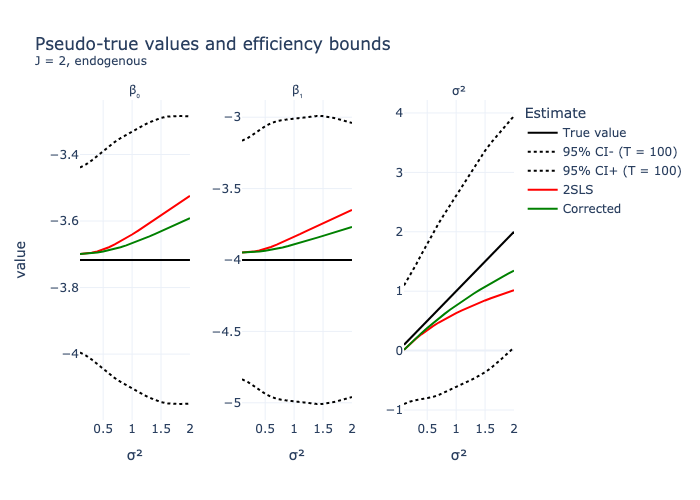 Pseudo-true values and efficiency bounds
J = 2, endogenous
β₀
β₁
σ²
Estimate
True value
95% CI- (T = 100)
95% CI+ (T = 100)
2SLS
Corrected
value
−3.4
−3.6
−3.8
−4
0.5
1
1.5
2
σ²
−3
−3.5
−4
−4.5
−5
0.5
1
1.5
2
σ²
4
3
2
1
0
−1
0.5
1
1.5
2
σ²